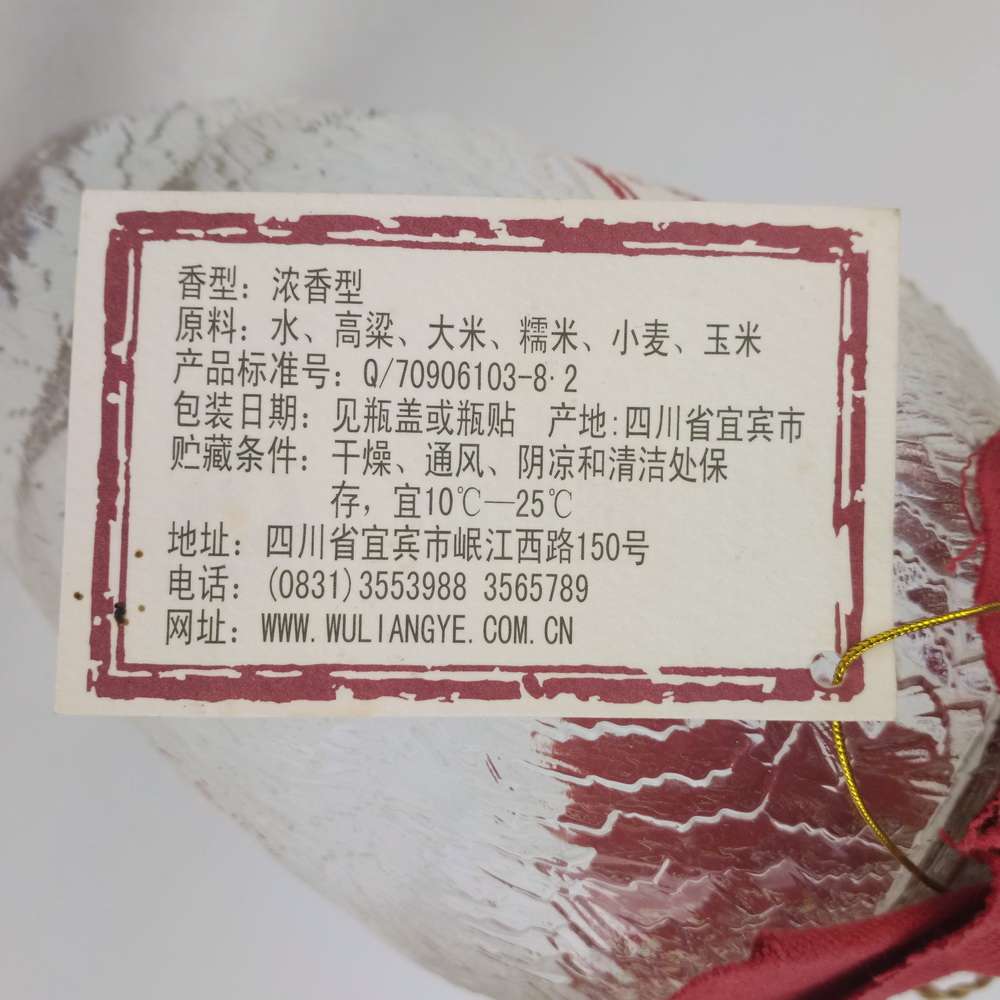 香型：浓香型
原料：水、高粱、大米、糯米、小麦、玉米
产品标准号：Q/70906103-8·2
包装日期：见瓶盖或瓶贴 产地:四川省宜宾市
贮藏条件：干燥、通风、阴凉和清洁处保
存，宜10℃—25℃
地址：四川省宜宾市岷江西路150号
电话：(0831)3553988 3565789
网址：WWW.WULIANGYE.COM.CN